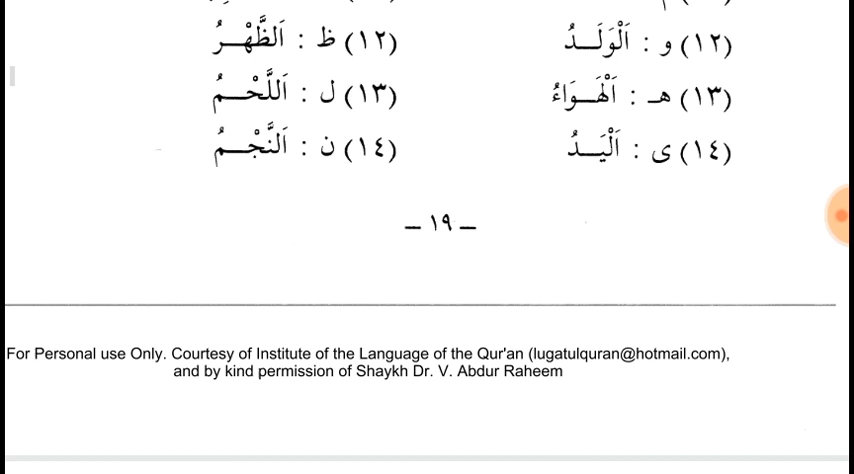 (١٢) و : اَلْوَلَـدُ (١٢) ظ : اَلظَّهْـرُ
(١٣) هـ : اَلْهَـوَاءُ (١٣) ل : اَللَّحْـمُ
(١٤) ى : اَلْيَـدُ (١٤) ن : اَلنَّجْـمُ
– ١٩ –
For Personal use Only. Courtesy of Institute of the Language of the Qur'an (lugatulquran@hotmail.com),
and by kind permission of Shaykh Dr. V. Abdur Raheem